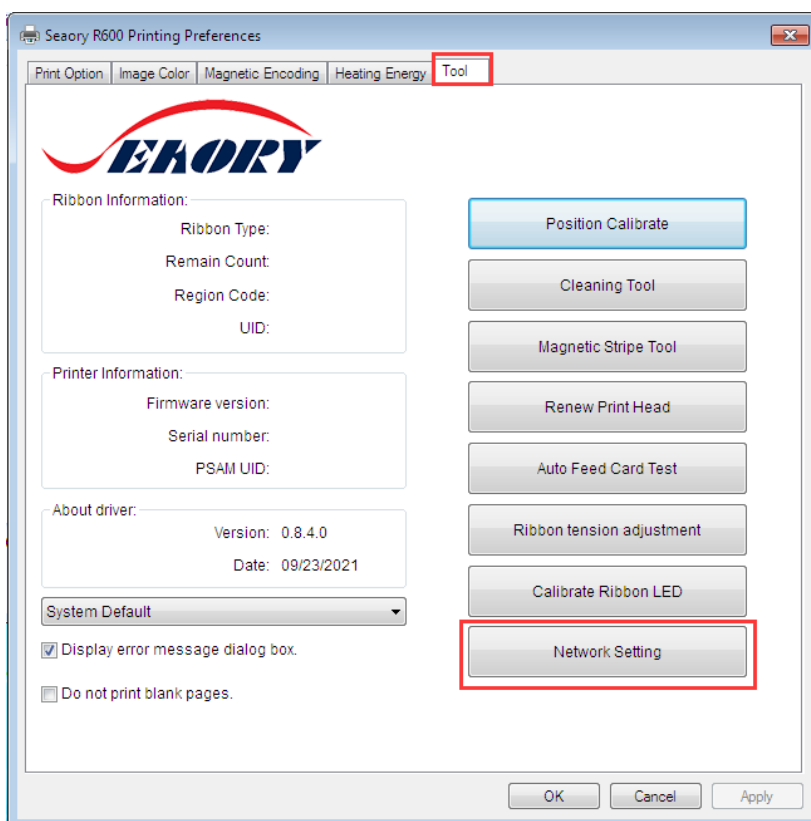 Seaory R600 Printing Preferences
Print Option
Image Color
Magnetic Encoding
Heating Energy
Tool
SEAORY
Ribbon Information:
Ribbon Type:
Remain Count:
Region Code:
UID:
Printer Information:
Firmware version:
Serial number:
PSAM UID:
About driver:
Version: 0.8.4.0
Date: 09/23/2021
System Default
Display error message dialog box.
Do not print blank pages.
Position Calibrate
Cleaning Tool
Magnetic Stripe Tool
Renew Print Head
Auto Feed Card Test
Ribbon tension adjustment
Calibrate Ribbon LED
Network Setting
OK
Cancel
Apply